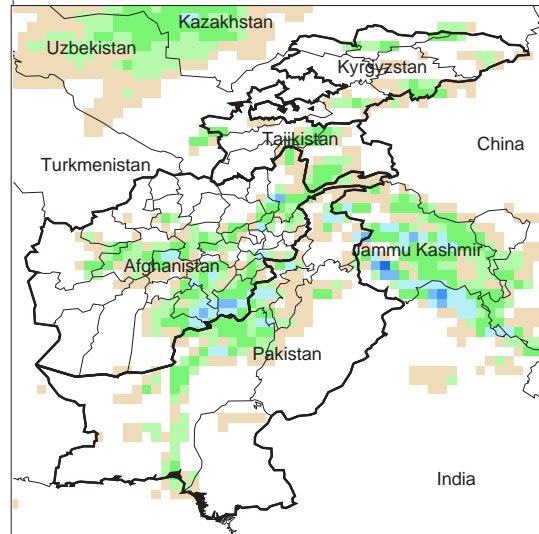 Kazakhstan
Uzbekistan
Kyrgyzstan
Tajikistan
China
Turkmenistan
Jammu Kashmir
Afghanistan
Pakistan
India